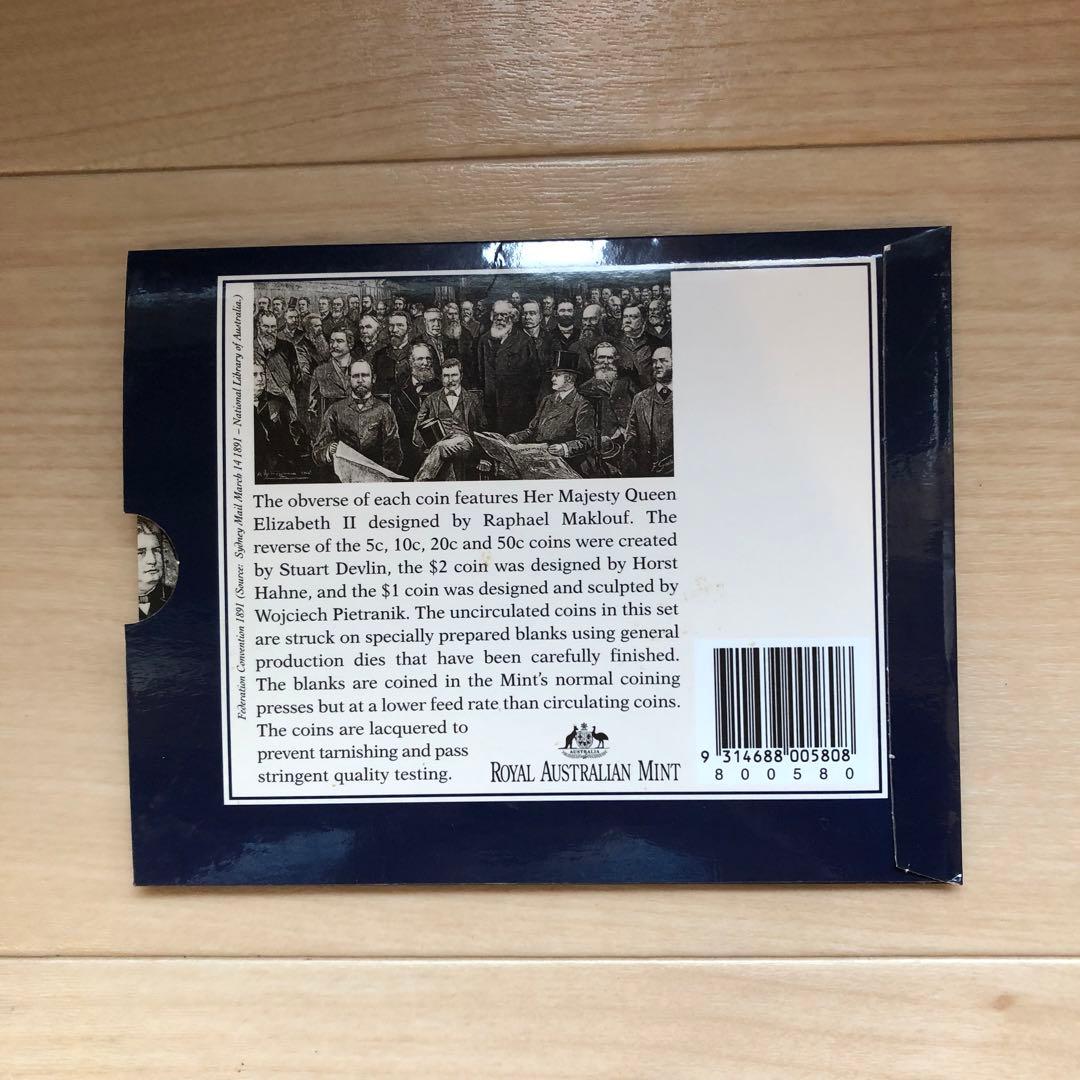 Federation Convention 1891 (Source: Sydney Mail March 14 1891 – National Library of Australia.)
The obverse of each coin features Her Majesty Queen
Elizabeth II designed by Raphael Maklouf. The
reverse of the 5c, 10c, 20c and 50c coins were created
by Stuart Devlin, the $2 coin was designed by Horst
Hahne, and the $1 coin was designed and sculpted by
Wojciech Pietranik. The uncirculated coins in this set
are struck on specially prepared blanks using general
production dies that have been carefully finished.
The blanks are coined in the Mint's normal coining
presses but at a lower feed rate than circulating coins.
The coins are lacquered to
prevent tarnishing and pass
stringent quality testing.
AUSTRALIA
ROYAL AUSTRALIAN MINT
9 314688 005808
800580